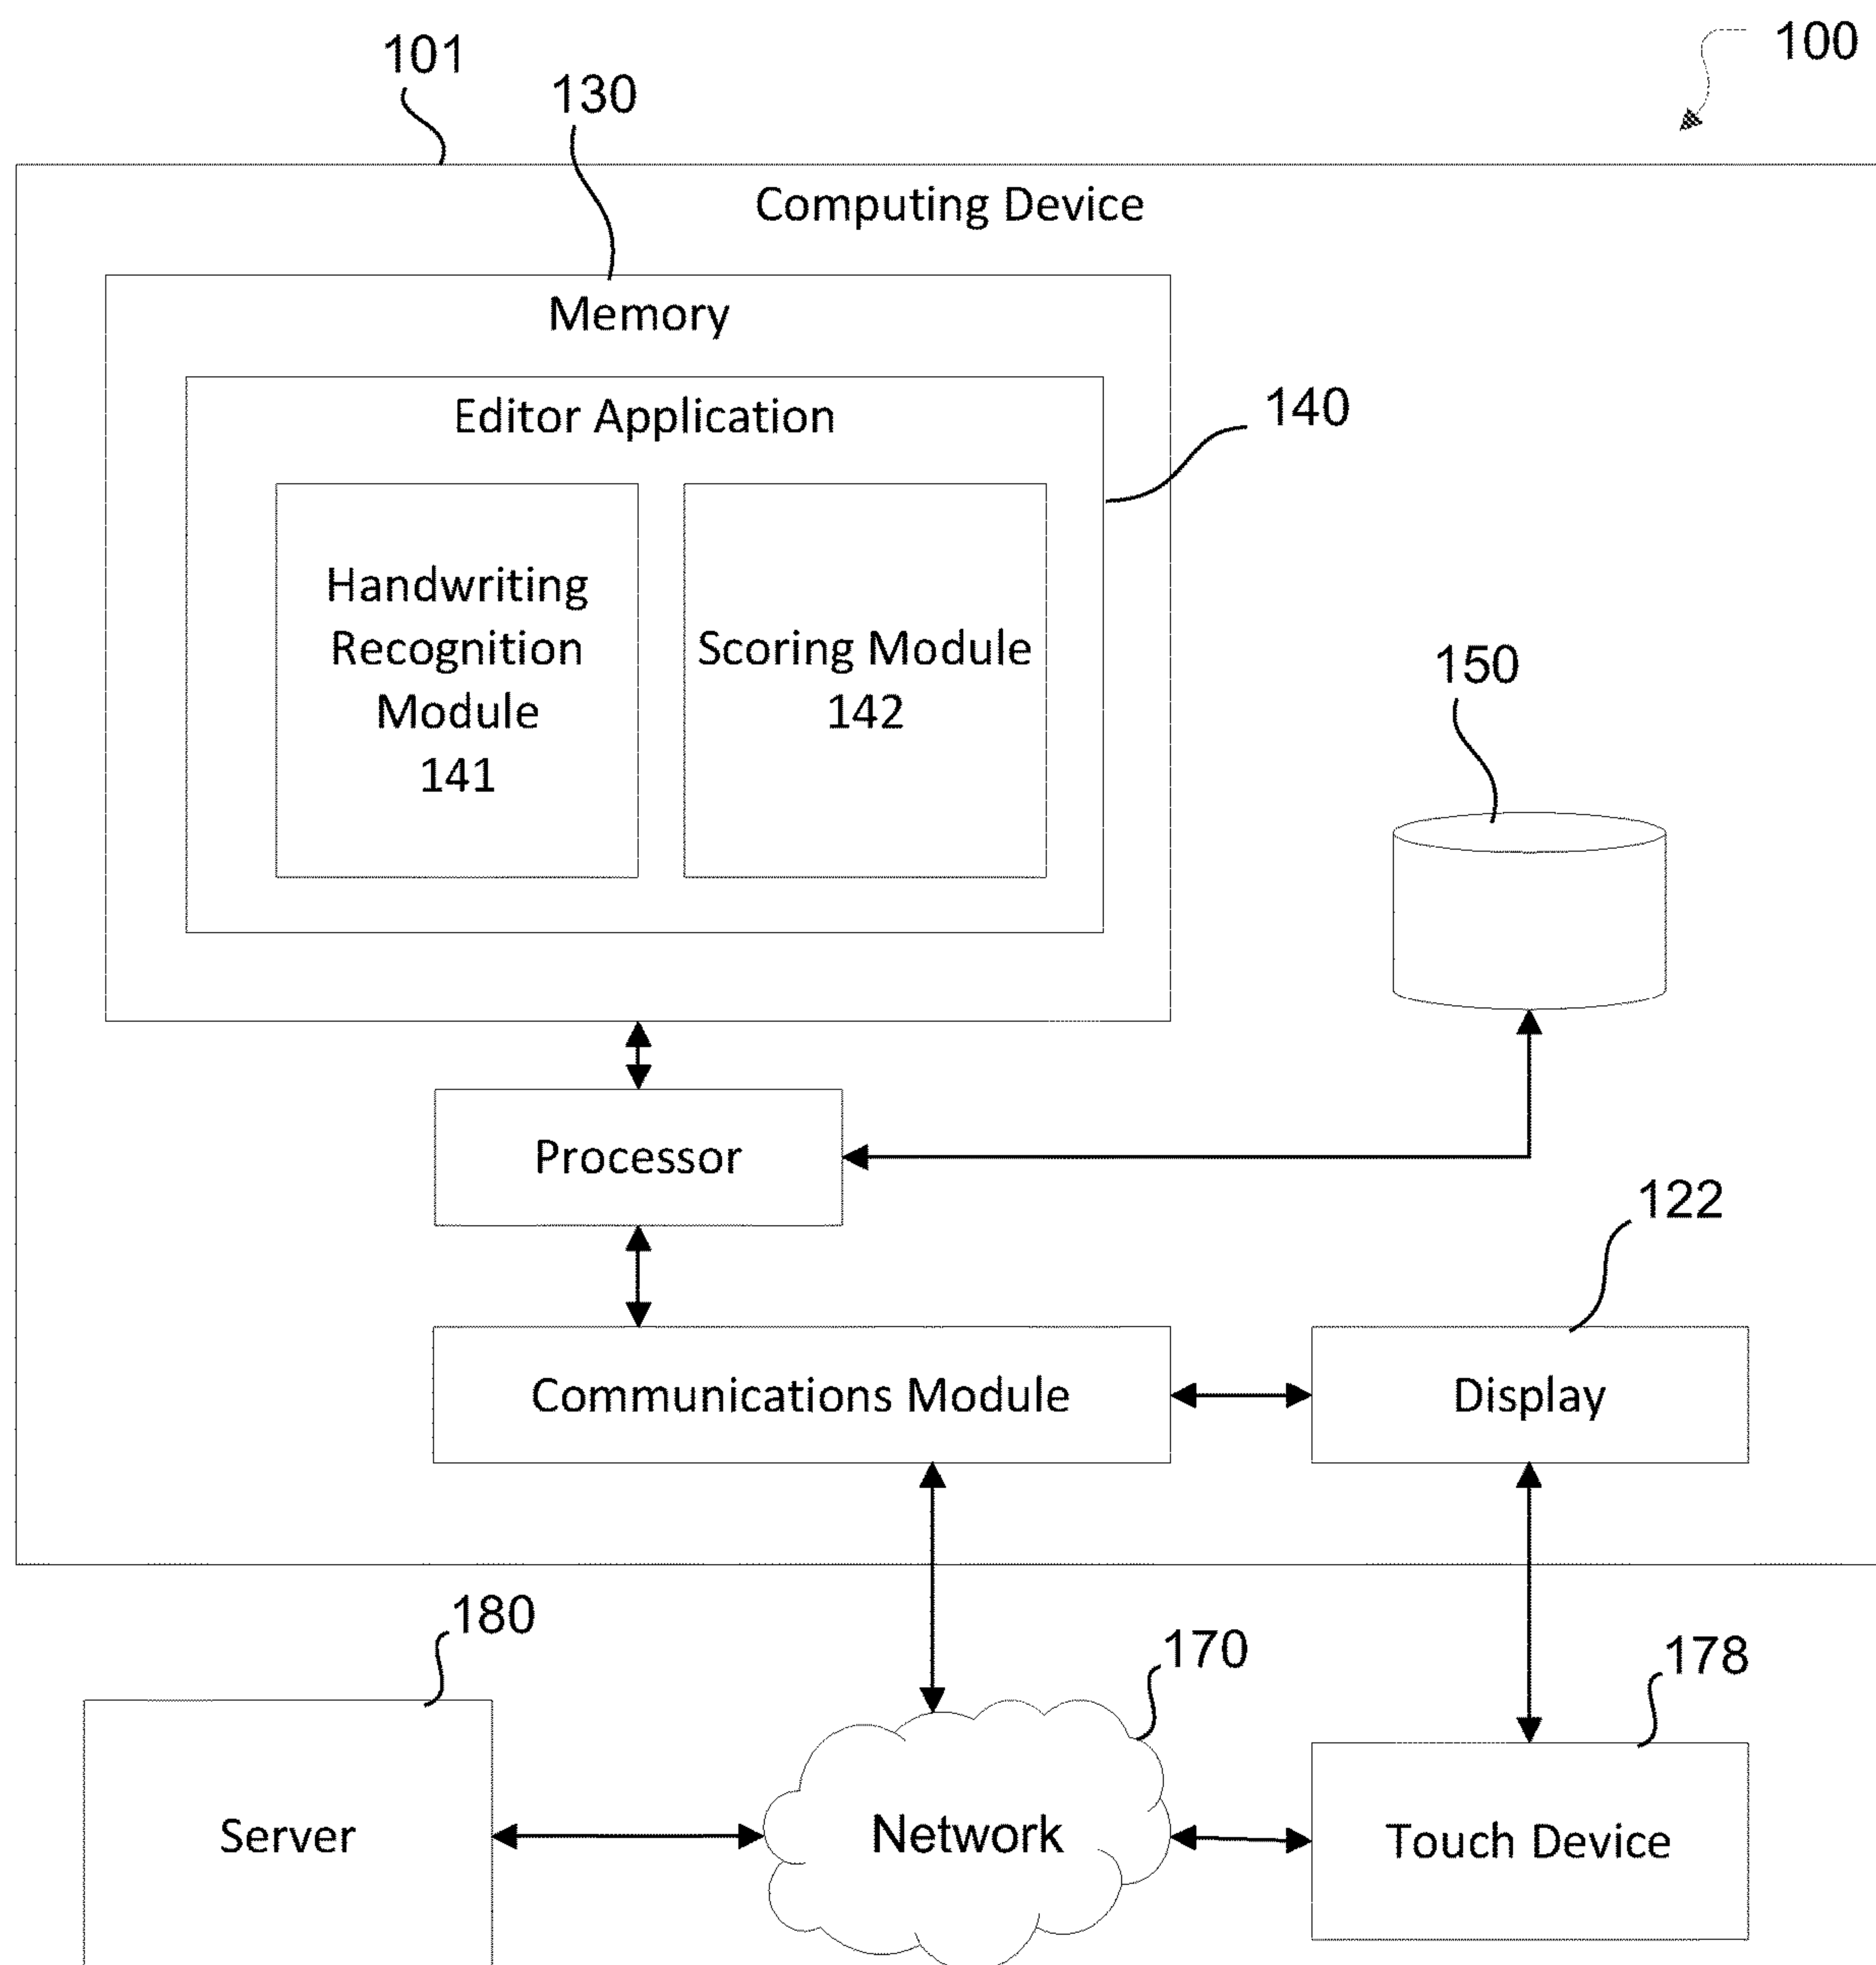 100
101
130
Computing Device
Memory
Editor Application
140
Handwriting
Recognition
Module
141
Scoring Module
142
150
Processor
122
Communications Module
Display
180
170
178
Server
Network
Touch Device